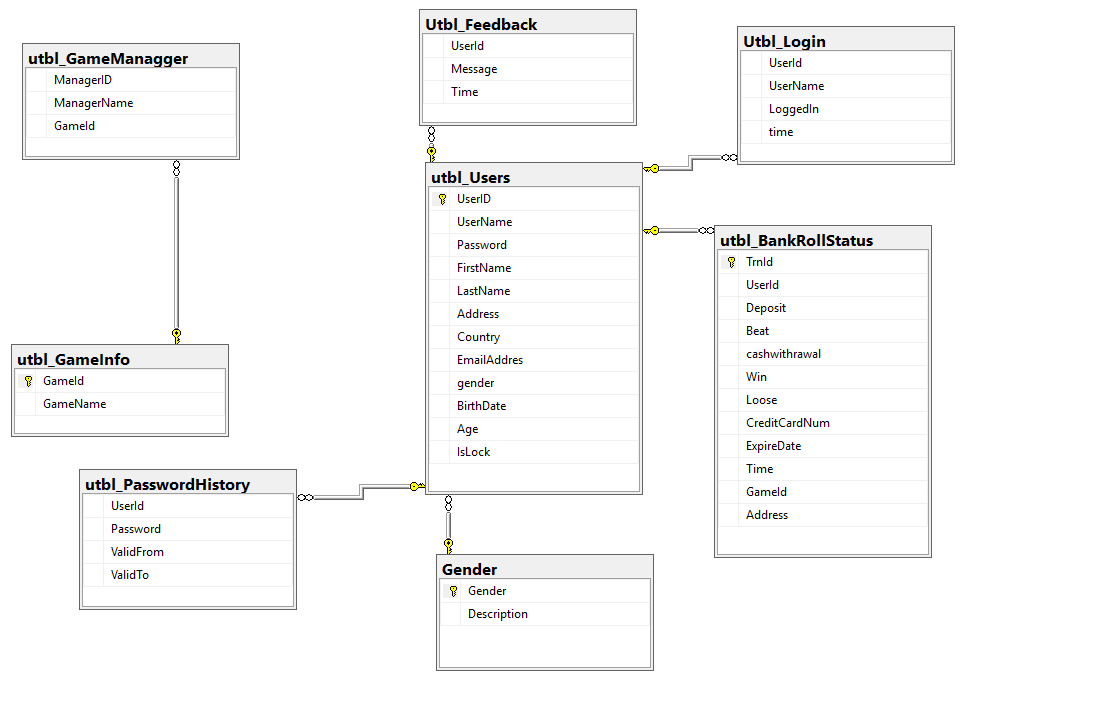 utbl_GameManagger
ManagerID
ManagerName
GameId
Utbl_Feedback
UserId
Message
Time
Utbl_Login
UserId
UserName
LoggedIn
time
utbl_Users
UserID
UserName
Password
FirstName
LastName
Address
Country
EmailAddres
gender
BirthDate
Age
IsLock
utbl_BankRollStatus
TrnId
UserId
Deposit
Beat
cashwithrawal
Win
Loose
CreditCardNum
ExpireDate
Time
GameId
Address
utbl_GameInfo
GameId
GameName
utbl_PasswordHistory
UserId
Password
ValidFrom
ValidTo
Gender
Gender
Description